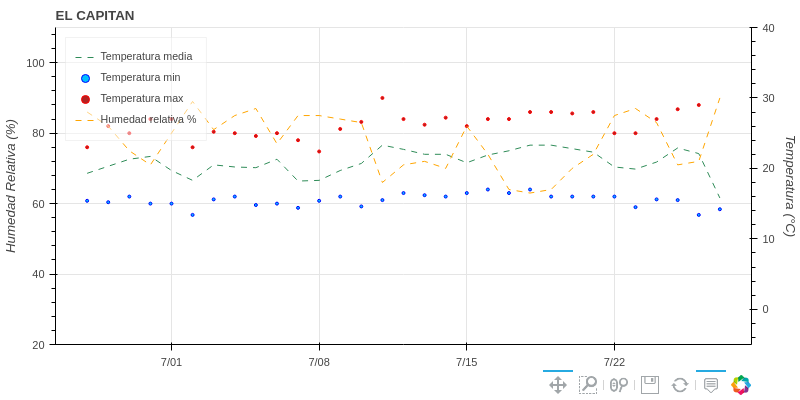 EL CAPITAN
Temperatura media
Temperatura min
Temperatura max
Humedad relativa %
Humedad Relativa (%)
100
80
60
40
20
40
30
20
10
0
Temperatura (°C)
7/01
7/08
7/15
7/22